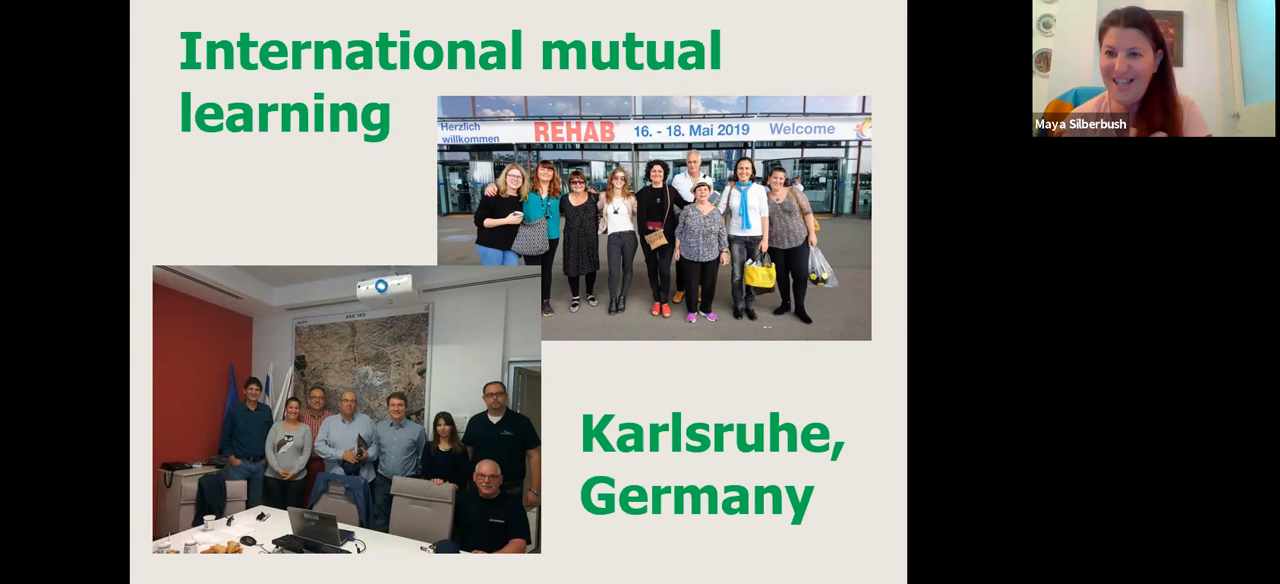 International mutual
learning
Herzlich
willkommen
REHAB 16. - 18. Mai 2019 Welcome
Maya Silberbush
Karlsruhe,
Germany